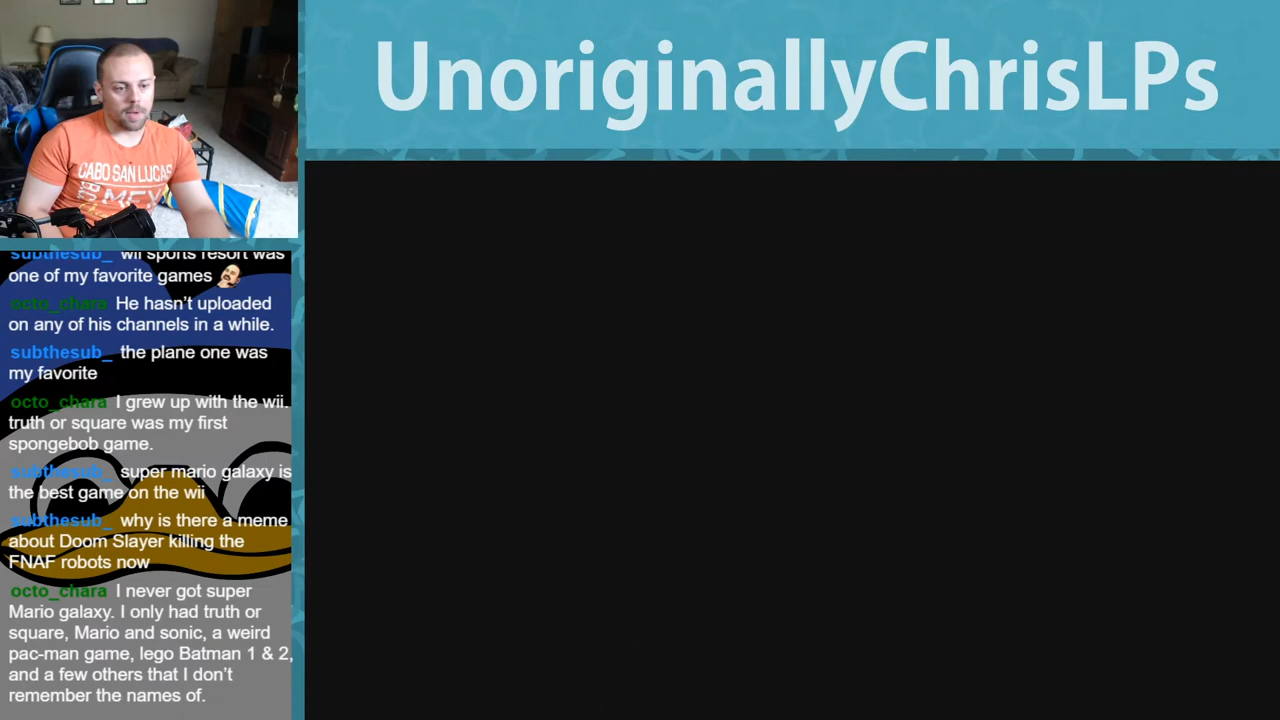 UnoriginallyChrisLPs
CABO SAN LUCAS
subthesub_ wii sports resort was
one of my favorite games
octo_chara He hasn't uploaded
on any of his channels in a while.
subthesub_ the plane one was
my favorite
octo_chara I grew up with the wii.
truth or square was my first
spongebob game.
subthesub_ super mario galaxy is
the best game on the wii
subthesub_ why is there a meme
about Doom Slayer killing the
FNAF robots now
octo_chara I never got super
Mario galaxy. I only had truth or
square, Mario and sonic, a weird
pac-man game, lego Batman 1 & 2,
and a few others that I don't
remember the names of.